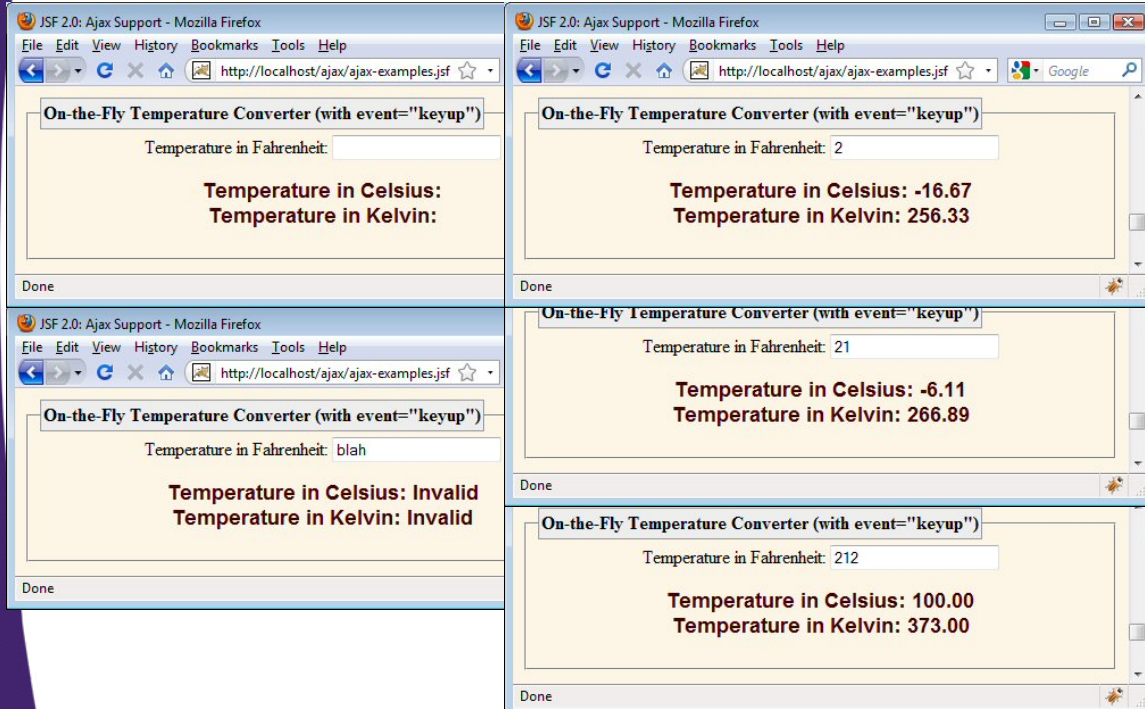 JSF 2.0: Ajax Support - Mozilla Firefox
File Edit View History Bookmarks Tools Help
http://localhost/ajax/ajax-examples.jsf
On-the-Fly Temperature Converter (with event="keyup")
Temperature in Fahrenheit:
Temperature in Celsius:
Temperature in Kelvin:
Done
JSF 2.0: Ajax Support - Mozilla Firefox
File Edit View History Bookmarks Tools Help
http://localhost/ajax/ajax-examples.jsf
On-the-Fly Temperature Converter (with event="keyup")
Temperature in Fahrenheit: blah
Temperature in Celsius: Invalid
Temperature in Kelvin: Invalid
Done
JSF 2.0: Ajax Support - Mozilla Firefox
File Edit View History Bookmarks Tools Help
http://localhost/ajax/ajax-examples.jsf Google
On-the-Fly Temperature Converter (with event="keyup")
Temperature in Fahrenheit: 2
Temperature in Celsius: -16.67
Temperature in Kelvin: 256.33
Done
On-the-Fly Temperature Converter (with event="keyup")
Temperature in Fahrenheit: 21
Temperature in Celsius: -6.11
Temperature in Kelvin: 266.89
Done
On-the-Fly Temperature Converter (with event="keyup")
Temperature in Fahrenheit: 212
Temperature in Celsius: 100.00
Temperature in Kelvin: 373.00
Done